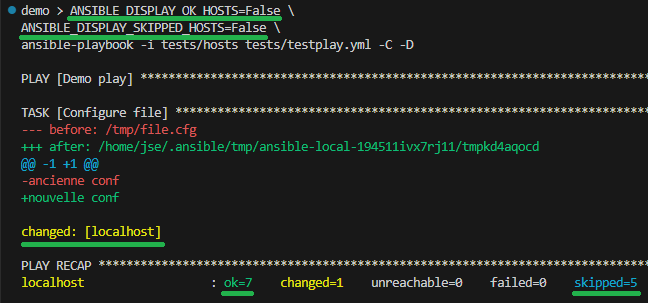 demo > ANSIBLE_DISPLAY_OK_HOSTS=False \
ANSIBLE_DISPLAY_SKIPPED_HOSTS=False \
ansible-playbook -i tests/hosts tests/testplay.yml -C -D
PLAY [Demo play] *************************************************************************
TASK [Configure file] ********************************************************************
--- before: /tmp/file.cfg
+++ after: /home/jse/.ansible/tmp/ansible-local-194511ivx7rj11/tmpkd4aqocd
@@ -1 +1 @@
-ancienne conf
+nouvelle conf
changed: [localhost]
PLAY RECAP *******************************************************************************
localhost : ok=7 changed=1 unreachable=0 failed=0 skipped=5